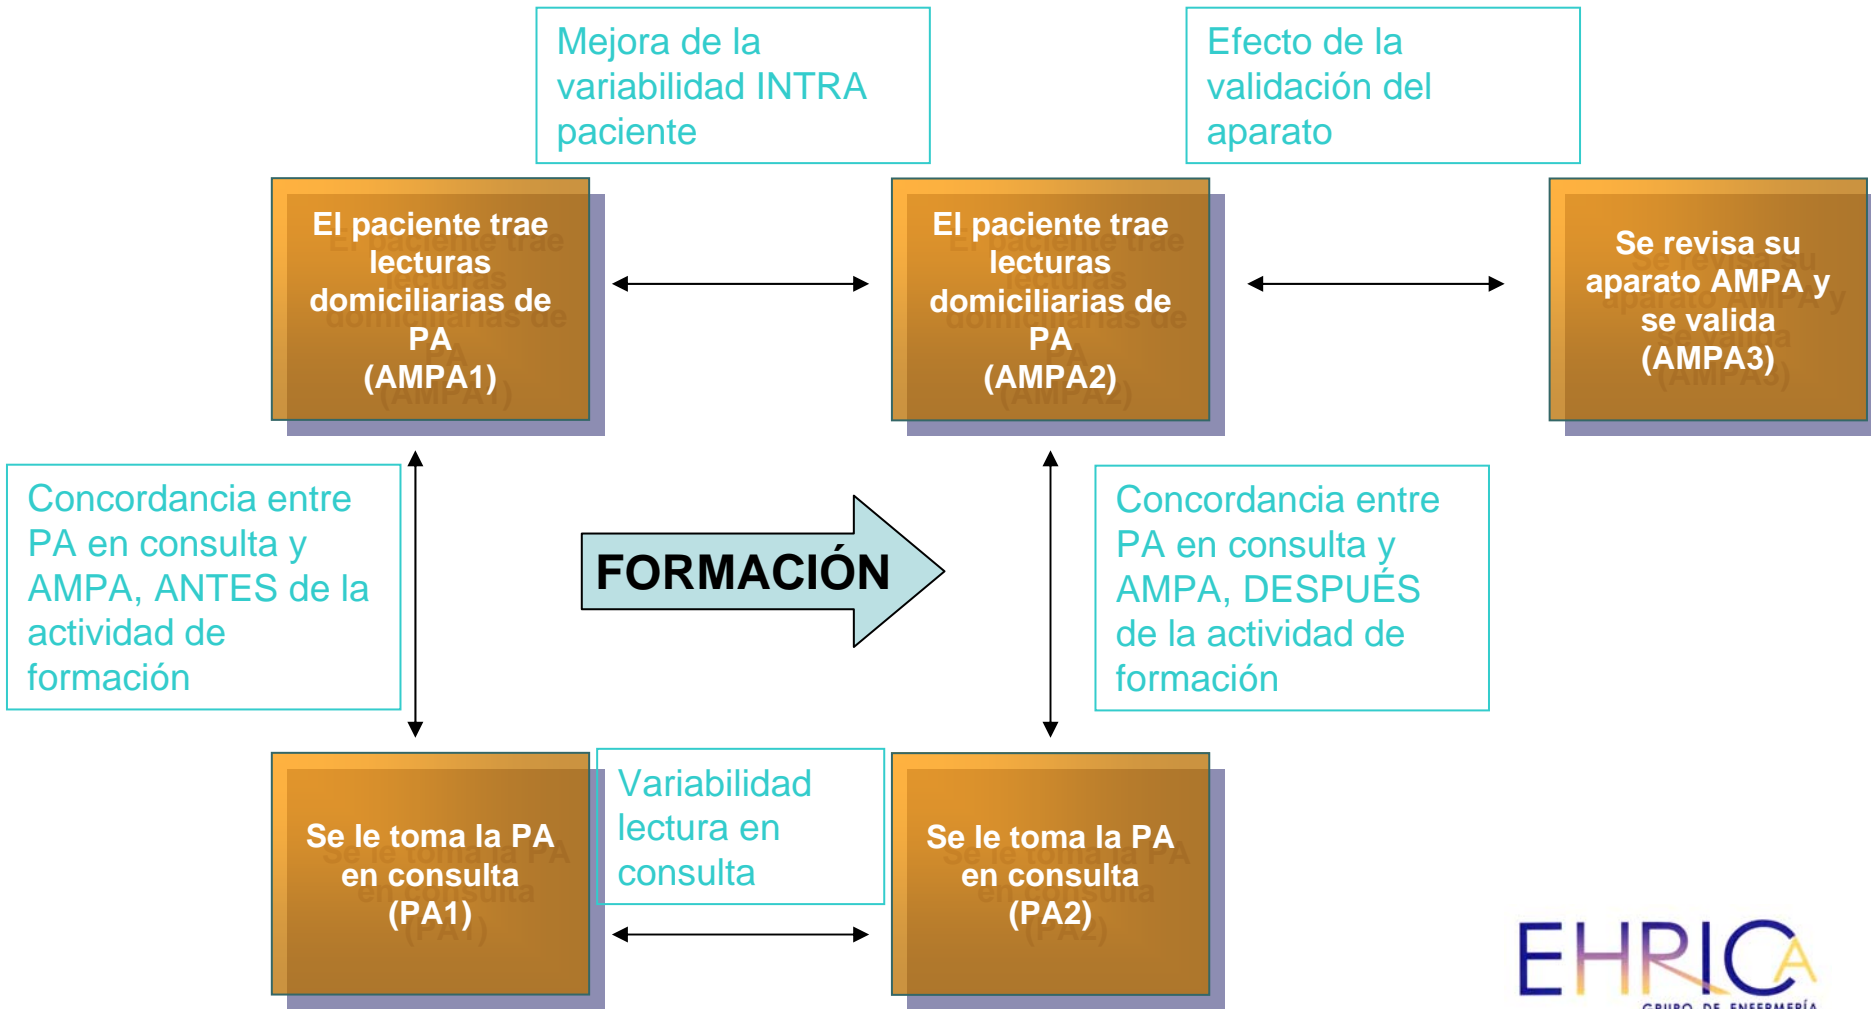 Mejora de la
variabilidad INTRA
paciente
Efecto de la
validación del
aparato
El paciente trae
lecturas
domiciliarias de
PA
(AMPA1)
El paciente trae
lecturas
domiciliarias de
PA
(AMPA2)
Se revisa su
aparato AMPA y
se valida
(AMPA3)
Concordancia entre
PA en consulta y
AMPA, ANTES de la
actividad de
formación
FORMACIÓN
Concordancia entre
PA en consulta y
AMPA, DESPUÉS
de la actividad de
formación
Se le toma la PA
en consulta
(PA1)
Variabilidad
lectura en
consulta
Se le toma la PA
en consulta
(PA2)
EHRICA
GRUPO DE ENFERMERÍA